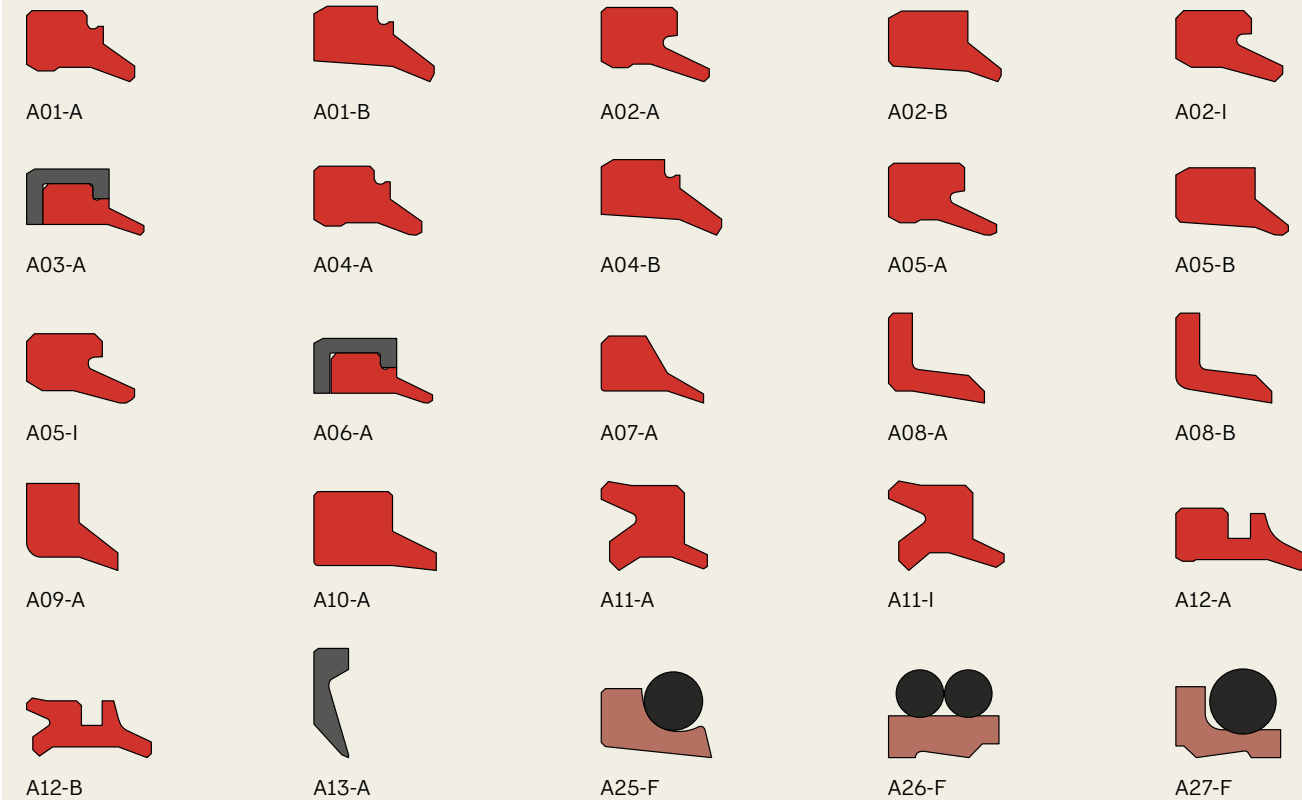 A01-A
A01-B
A02-A
A02-B
A02-I
A03-A
A04-A
A04-B
A05-A
A05-B
A05-I
A06-A
A07-A
A08-A
A08-B
A09-A
A10-A
A11-A
A11-I
A12-A
A12-B
A13-A
A25-F
A26-F
A27-F